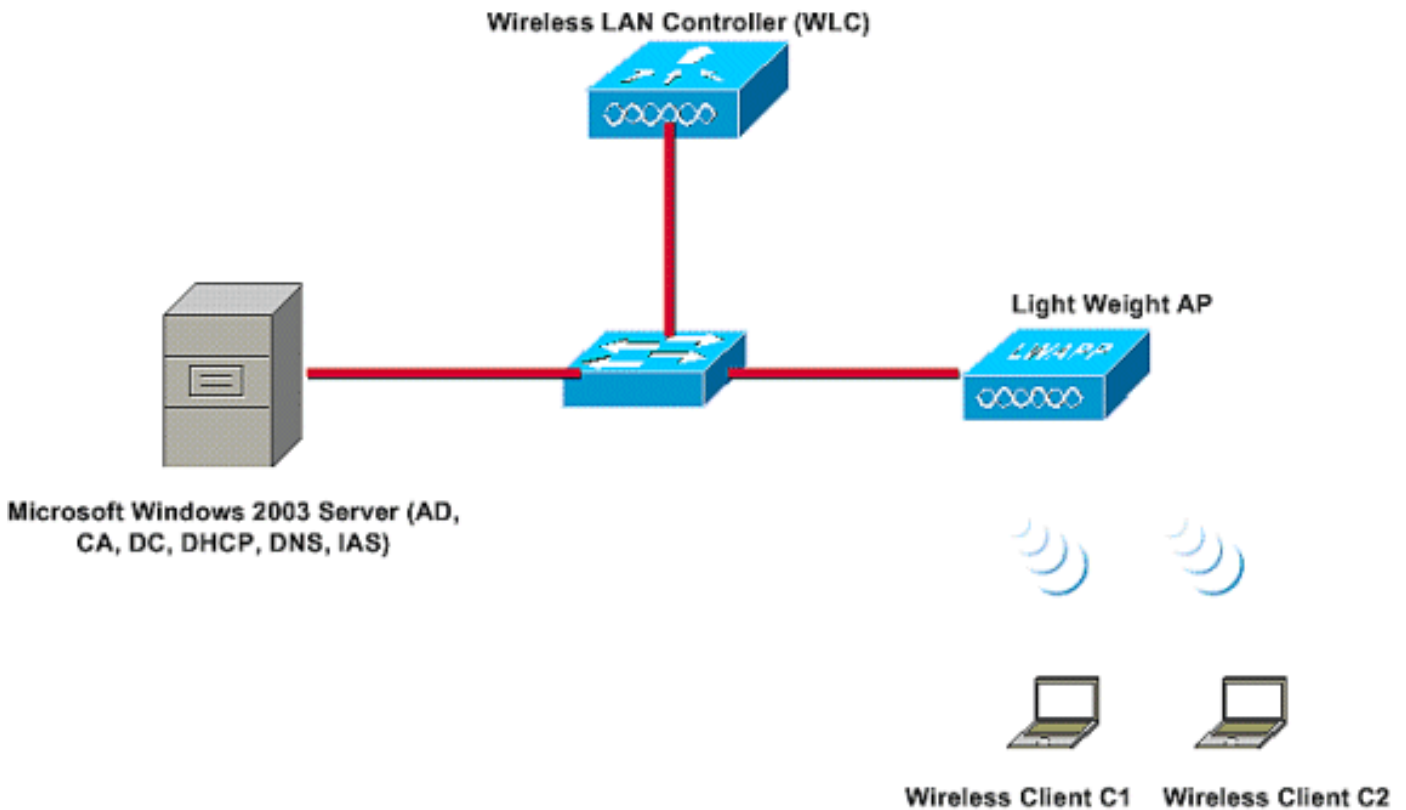 Wireless LAN Controller (WLC)
Light Weight AP
LWAPP
Microsoft Windows 2003 Server (AD,
CA, DC, DHCP, DNS, IAS)
Wireless Client C1
Wireless Client C2